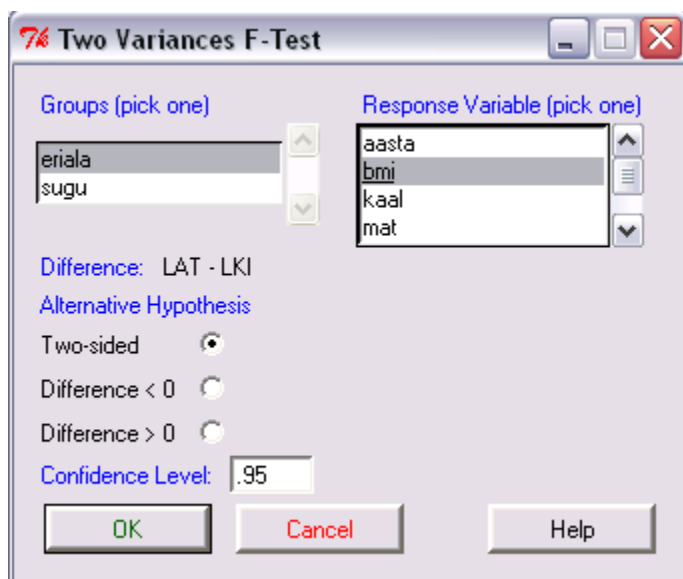 Two Variances F-Test
Groups (pick one)
eriala
sugu
Response Variable (pick one)
aasta
bmi
kaal
mat
Difference: LAT - LKI
Alternative Hypothesis
Two-sided
Difference < 0
Difference > 0
Confidence Level: .95
OK Cancel Help